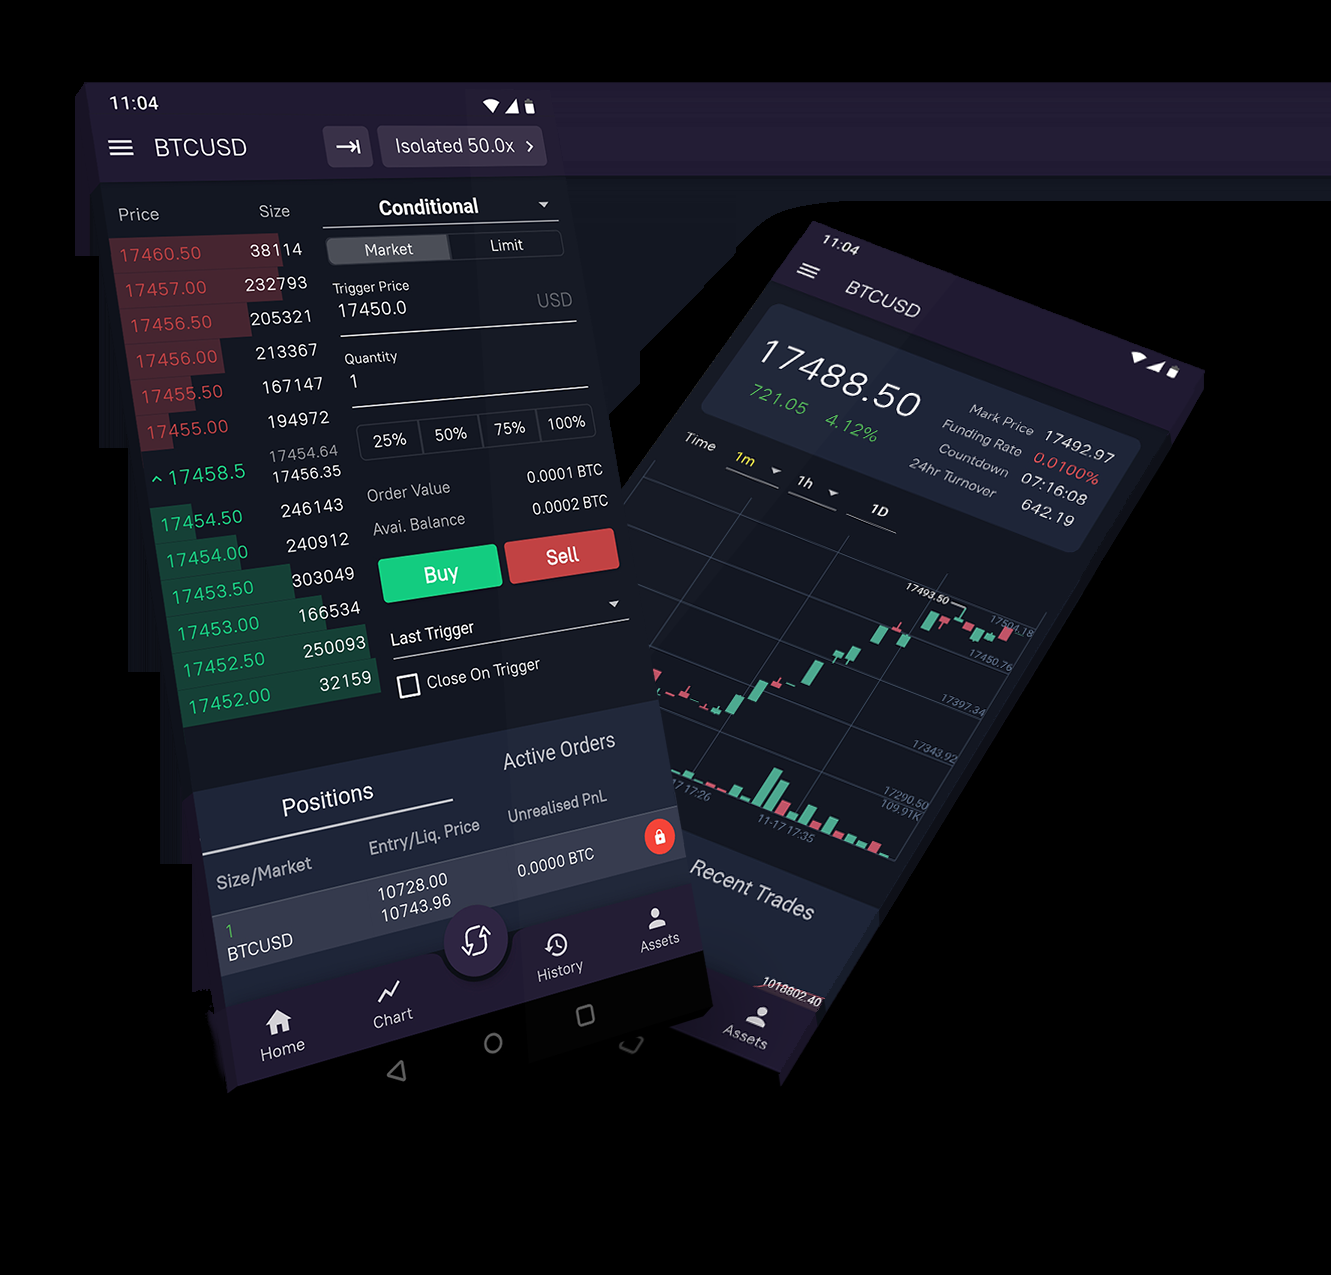 11:04
BTCUSD
Isolated 50.0x
Price Size
17460.50 38114
17457.00 232793
17456.50 205321
17456.00 213367
17455.50 167147
17455.00 194972
17454.64
17458.5 17456.35
17454.50 246143
17454.00 240912
17453.50 303049
17453.00 166534
17452.50 250093
17452.00 32159
Conditional
Market Limit
Trigger Price
17450.0 USD
Quantity
1
25% 50% 75% 100%
Order Value 0.0001 BTC
Avai. Balance 0.0002 BTC
Buy Sell
Last Trigger
Close On Trigger
Positions Active Orders
Size/Market Entry/Liq. Price Unrealised PnL
1 10728.00 0.0000 BTC
BTCUSD 10743.96
Home Chart History Assets
11:04
BTCUSD
17488.50
721.05 4.12%
Mark Price 17492.97
Funding Rate 0.0100%
Countdown 07:16:08
24hr Turnover 642.19
Time 1m 1h 1D
17493.50
17504.18
17450.76
17397.34
17343.92
17290.50
109.91K
17 17:26
11-17 17:35
Recent Trades
1018802.40
Assets